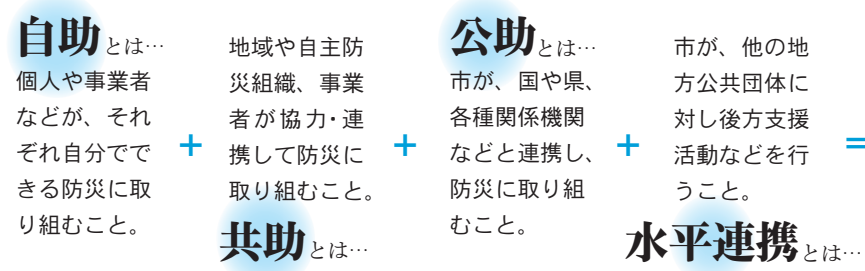 自助とは…
個人や事業者
などが、それ
ぞれ自分でで
きる防災に取
り組むこと。
+
地域や自主防
災組織、事業
者が協力・連
携して防災に
取り組むこと。
共助とは…
+
公助とは…
市が、国や県、
各種関係機関
などと連携し、
防災に取り組
むこと。
+
市が、他の地
方公共団体に
対し後方支援
活動などを行
うこと。
水平連携とは…
=